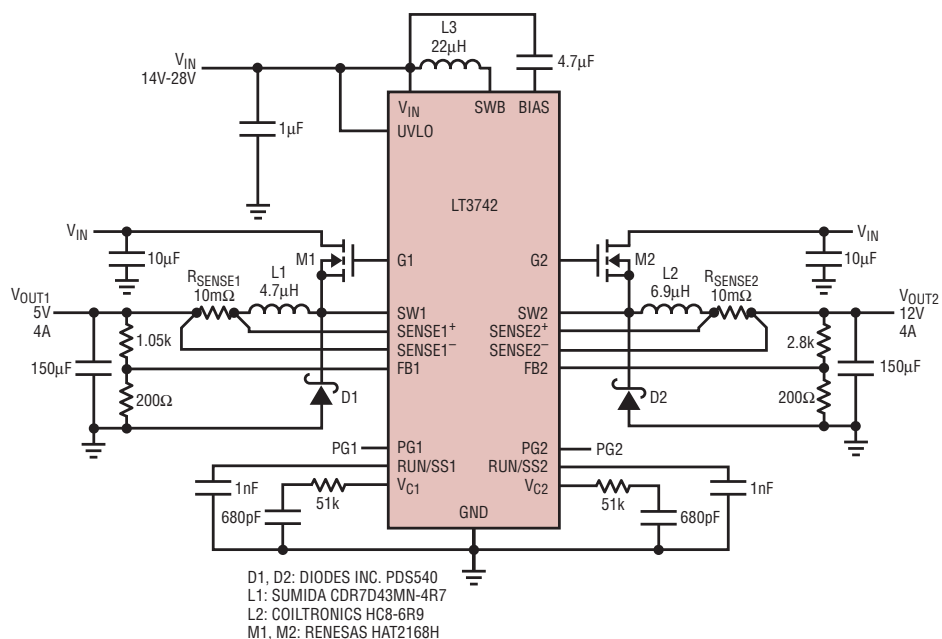 L3
22µH
4.7µF
VIN
14V-28V
1µF
VIN
SWB
BIAS
UVLO
LT3742
VIN
10µF
M1
G1
G2
M2
VIN
10µF
VOUT1
5V
4A
RSENSE1
10mΩ
L1
4.7µH
SW1
SENSE1+
SENSE1–
FB1
SW2
SENSE2+
SENSE2–
FB2
L2
6.9µH
RSENSE2
10mΩ
VOUT2
12V
4A
1.05k
150µF
200Ω
D1
D2
2.8k
200Ω
150µF
PG1
PG1
PG2
PG2
RUN/SS1
RUN/SS2
VC1
VC2
1nF
680pF
51k
GND
51k
680pF
1nF
D1, D2: DIODES INC. PDS540
L1: SUMIDA CDR7D43MN-4R7
L2: COILTRONICS HC8-6R9
M1, M2: RENESAS HAT2168H